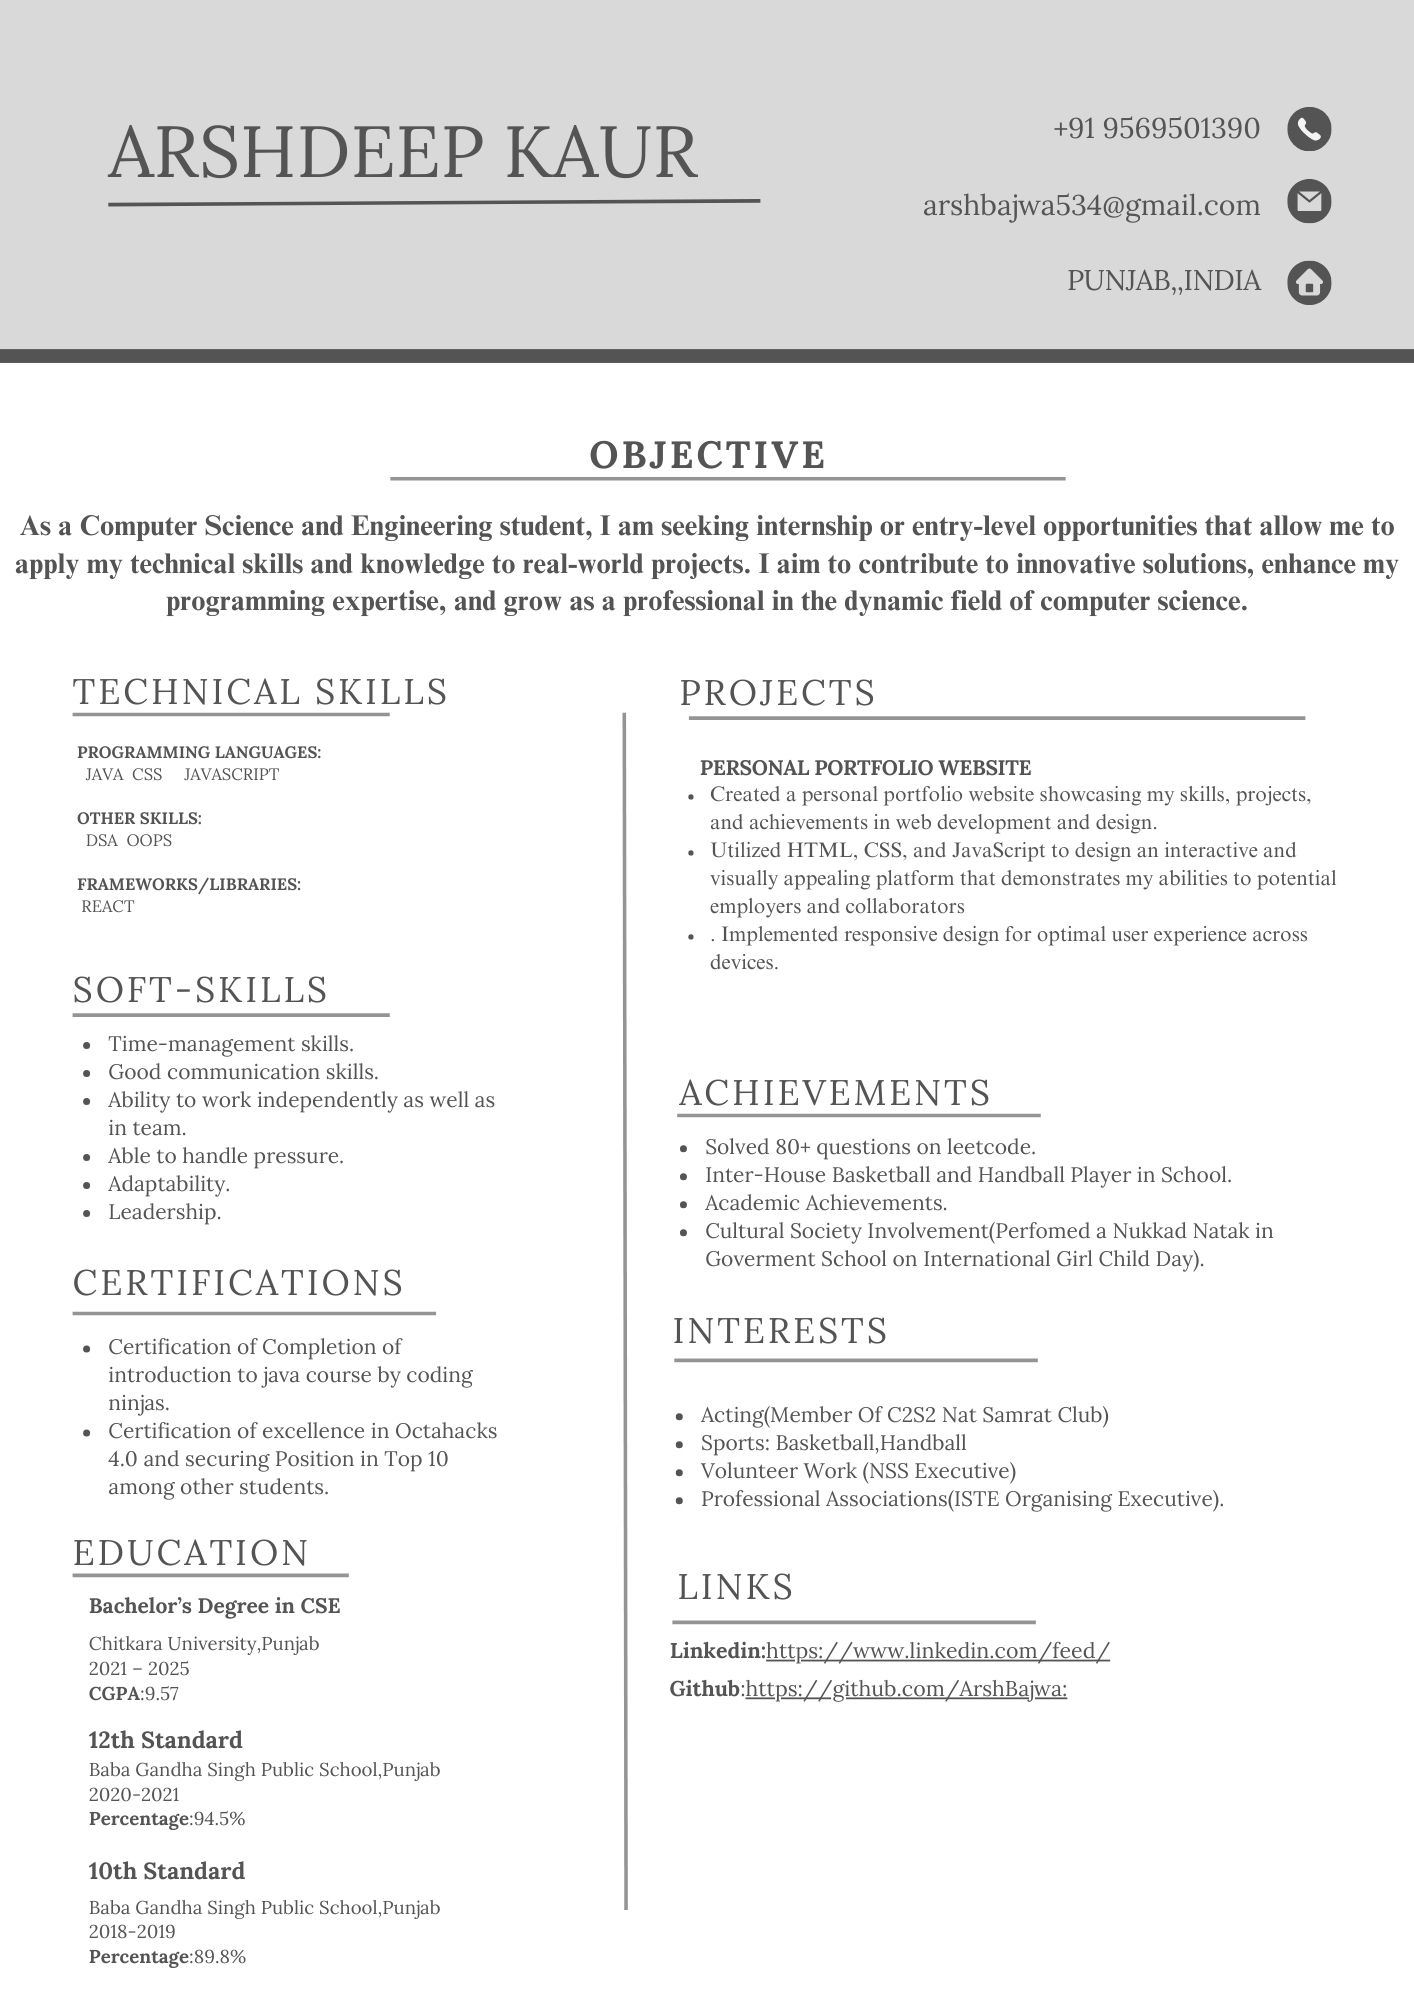 ARSHDEEP KAUR
+91 9569501390
arshbajwa534@gmail.com
PUNJAB,,INDIA
OBJECTIVE
As a Computer Science and Engineering student, I am seeking internship or entry-level opportunities that allow me to
apply my technical skills and knowledge to real-world projects. I aim to contribute to innovative solutions, enhance my
programming expertise, and grow as a professional in the dynamic field of computer science.
TECHNICAL SKILLS
PROGRAMMING LANGUAGES:
JAVA CSS JAVASCRIPT
OTHER SKILLS:
DSA OOPS
FRAMEWORKS/LIBRARIES:
REACT
SOFT-SKILLS
• Time-management skills.
• Good communication skills.
• Ability to work independently as well as
in team.
• Able to handle pressure.
• Adaptability.
• Leadership.
CERTIFICATIONS
• Certification of Completion of
introduction to java course by coding
ninjas.
• Certification of excellence in Octahacks
4.0 and securing Position in Top 10
among other students.
EDUCATION
Bachelor’s Degree in CSE
Chitkara University,Punjab
2021 – 2025
CGPA:9.57
12th Standard
Baba Gandha Singh Public School,Punjab
2020-2021
Percentage:94.5%
10th Standard
Baba Gandha Singh Public School,Punjab
2018-2019
Percentage:89.8%
PROJECTS
PERSONAL PORTFOLIO WEBSITE
• Created a personal portfolio website showcasing my skills, projects,
and achievements in web development and design.
• Utilized HTML, CSS, and JavaScript to design an interactive and
visually appealing platform that demonstrates my abilities to potential
employers and collaborators
• . Implemented responsive design for optimal user experience across
devices.
ACHIEVEMENTS
• Solved 80+ questions on leetcode.
• Inter-House Basketball and Handball Player in School.
• Academic Achievements.
• Cultural Society Involvement(Perfomed a Nukkad Natak in
Goverment School on International Girl Child Day).
INTERESTS
• Acting(Member Of C2S2 Nat Samrat Club)
• Sports: Basketball,Handball
• Volunteer Work (NSS Executive)
• Professional Associations(ISTE Organising Executive).
LINKS
Linkedin:https://www.linkedin.com/feed/
Github:https://github.com/ArshBajwa: